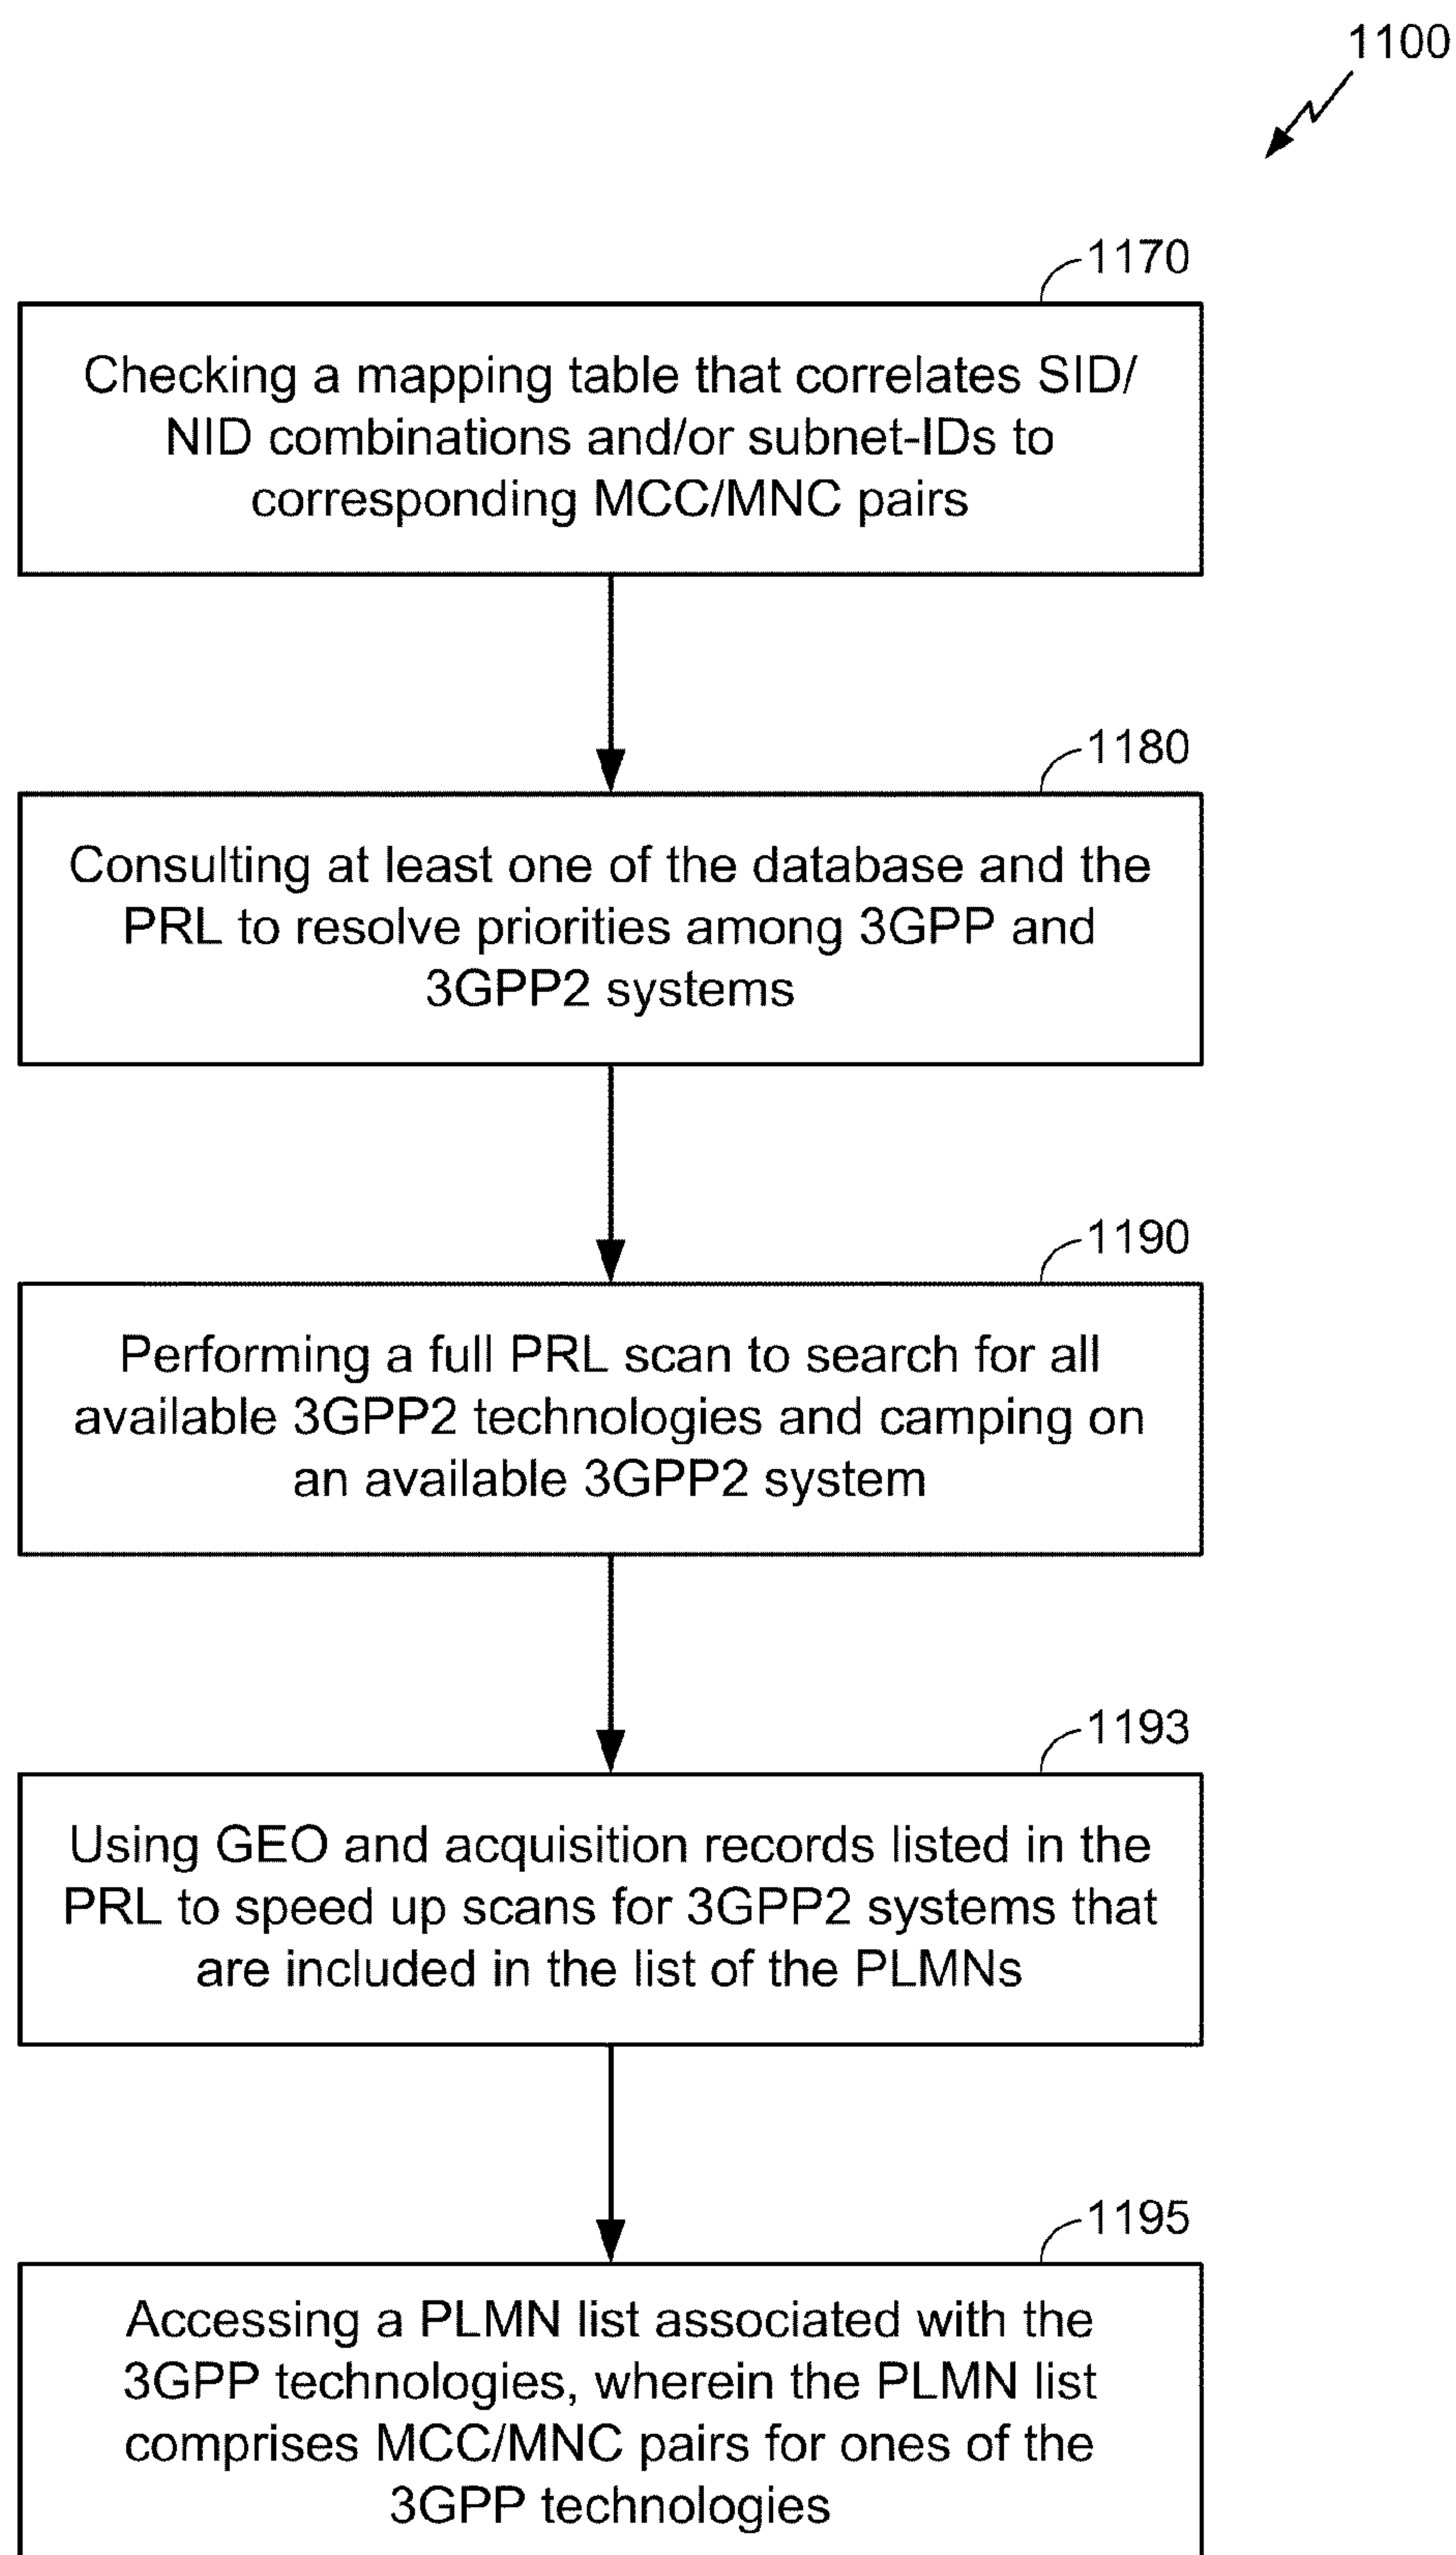 1100
1170
Checking a mapping table that correlates SID/
NID combinations and/or subnet-IDs to
corresponding MCC/MNC pairs
1180
Consulting at least one of the database and the
PRL to resolve priorities among 3GPP and
3GPP2 systems
1190
Performing a full PRL scan to search for all
available 3GPP2 technologies and camping on
an available 3GPP2 system
1193
Using GEO and acquisition records listed in the
PRL to speed up scans for 3GPP2 systems that
are included in the list of the PLMNs
1195
Accessing a PLMN list associated with the
3GPP technologies, wherein the PLMN list
comprises MCC/MNC pairs for ones of the
3GPP technologies